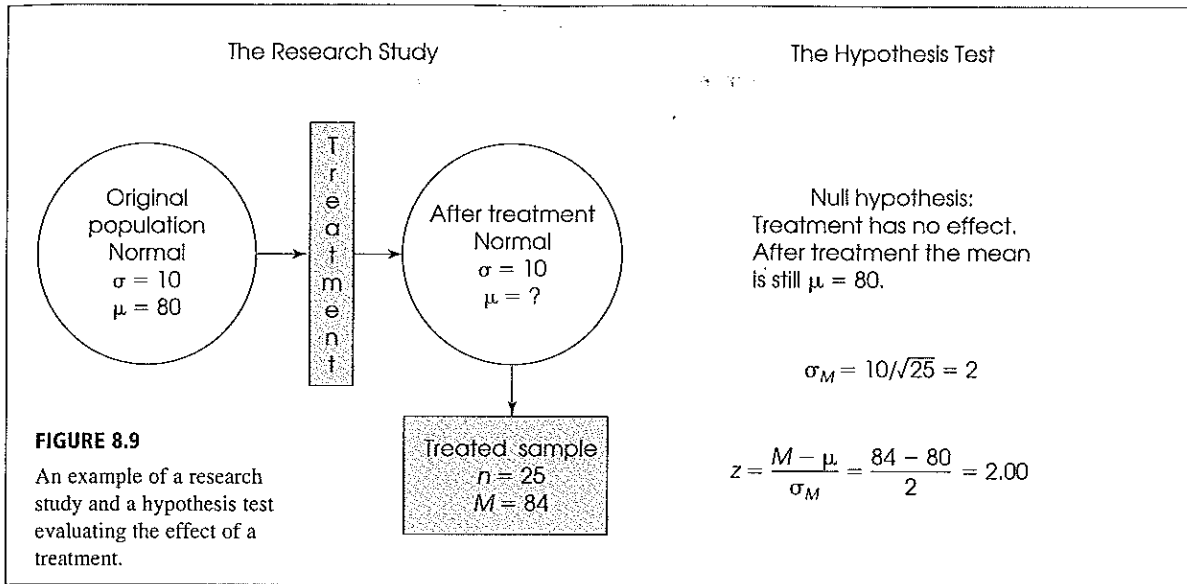 The Research Study
The Hypothesis Test
Original
population
Normal
σ = 10
μ = 80
Treatment
After treatment
Normal
σ = 10
μ = ?
Treated sample
n = 25
M = 84
Null hypothesis:
Treatment has no effect.
After treatment the mean
is still μ = 80.
σ_M = 10/√25 = 2
z = (M − μ)/σ_M = (84 − 80)/2 = 2.00
FIGURE 8.9
An example of a research
study and a hypothesis test
evaluating the effect of a
treatment.